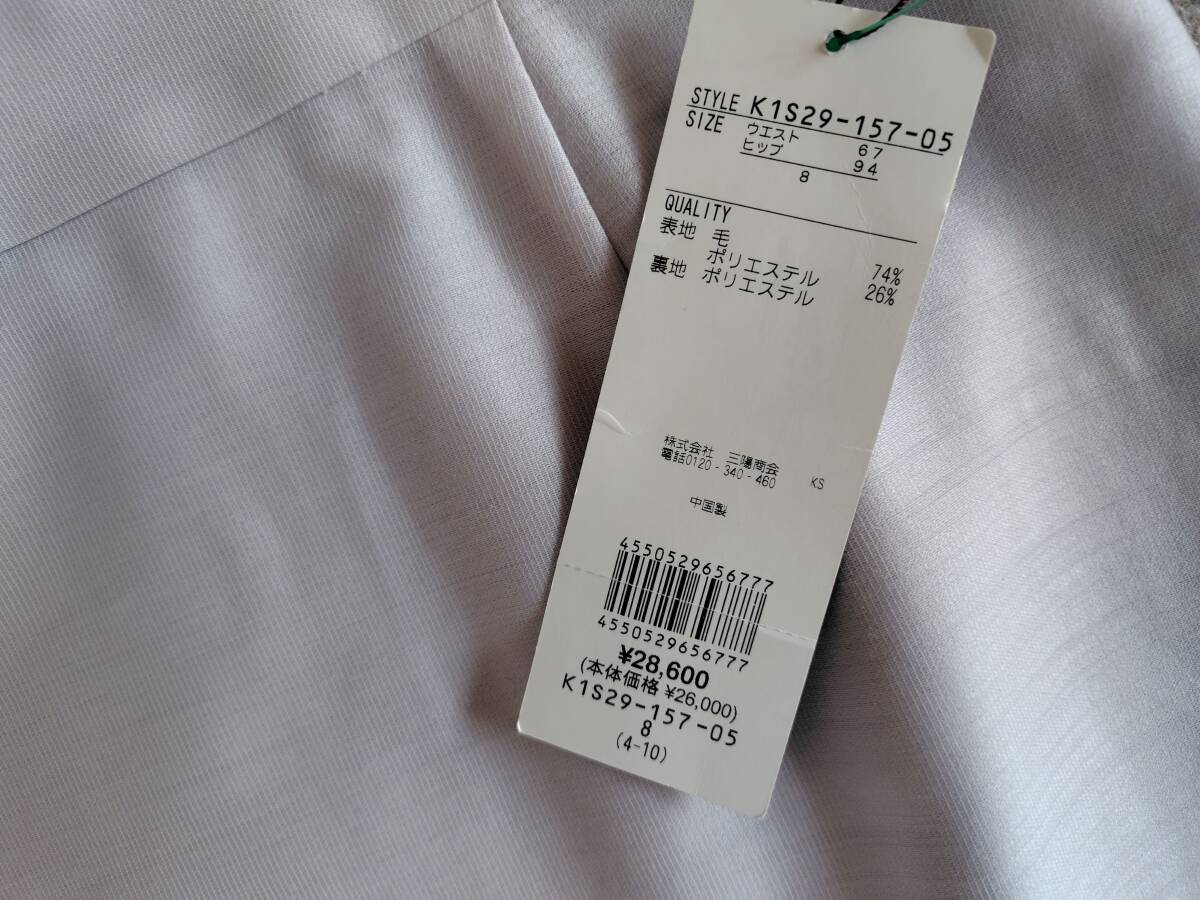 STYLE K1S29-157-05
SIZE ウエスト 67
ヒップ 94
8
QUALITY
表地 毛 74%
ポリエステル 26%
裏地 ポリエステル
株式会社 三陽商会
電話0120-340-460 KS
中国製
4550529656777
4550529656777
¥28,600
(本体価格 ¥26,000)
K1S29-157-05
8
(4-10)